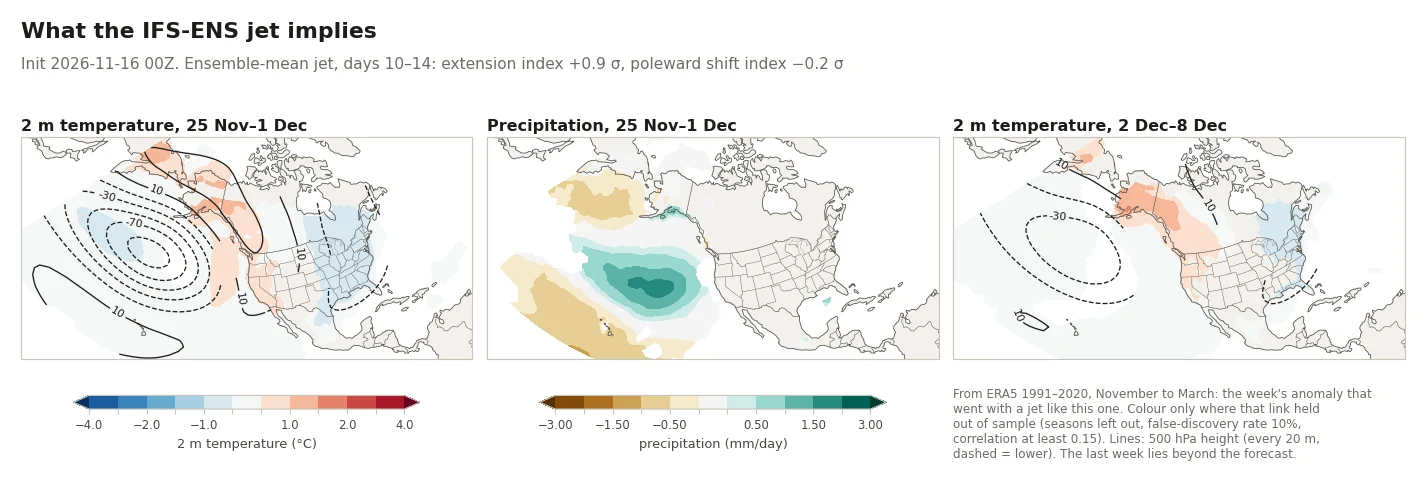 What the IFS-ENS jet implies
Init 2026-11-16 00Z. Ensemble-mean jet, days 10–14: extension index +0.9 σ, poleward shift index −0.2 σ
2 m temperature, 25 Nov–1 Dec
Precipitation, 25 Nov–1 Dec
2 m temperature, 2 Dec–8 Dec
10
-30
-70
10
10
10
10
-30
10
10
−4.0 −2.0 −1.0 1.0 2.0 4.0
2 m temperature (°C)
−3.00 −1.50 −0.50 0.50 1.50 3.00
precipitation (mm/day)
From ERA5 1991–2020, November to March: the week's anomaly that
went with a jet like this one. Colour only where that link held
out of sample (seasons left out, false-discovery rate 10%,
correlation at least 0.15). Lines: 500 hPa height (every 20 m,
dashed = lower). The last week lies beyond the forecast.